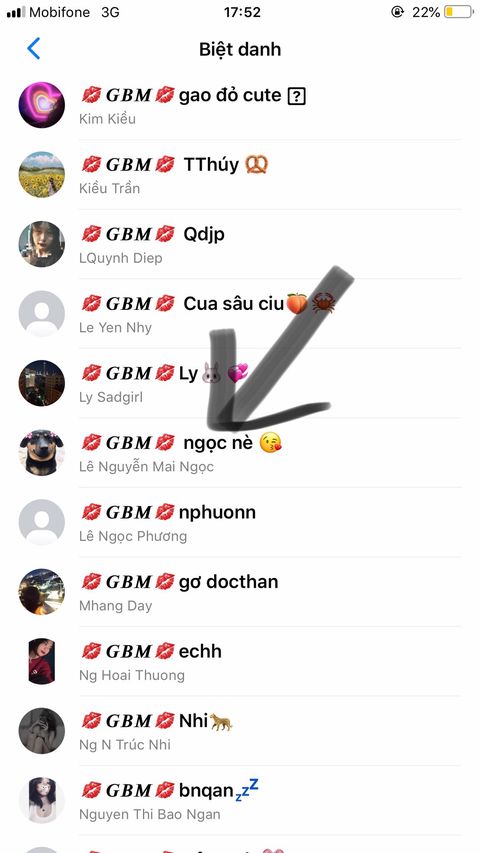 Mobifone 3G 17:52 22%
Biệt danh
💋 GBM 💋 gao đỏ cute ?
Kim Kiều
💋 GBM 💋 TThúy 🥨
Kiều Trần
💋 GBM 💋 Qdjp
LQuynh Diep
💋 GBM 💋 Cua sâu ciu🍑🦀
Le Yen Nhy
💋 GBM 💋 Ly🐰💞
Ly Sadgirl
💋 GBM 💋 ngọc nè 😘
Lê Nguyễn Mai Ngọc
💋 GBM 💋 nphuonn
Lê Ngọc Phương
💋 GBM 💋 gơ docthan
Mhang Day
💋 GBM 💋 echh
Ng Hoai Thuong
💋 GBM 💋 Nhi🐆
Ng N Trúc Nhi
💋 GBM 💋 bnqan💤
Nguyen Thi Bao Ngan